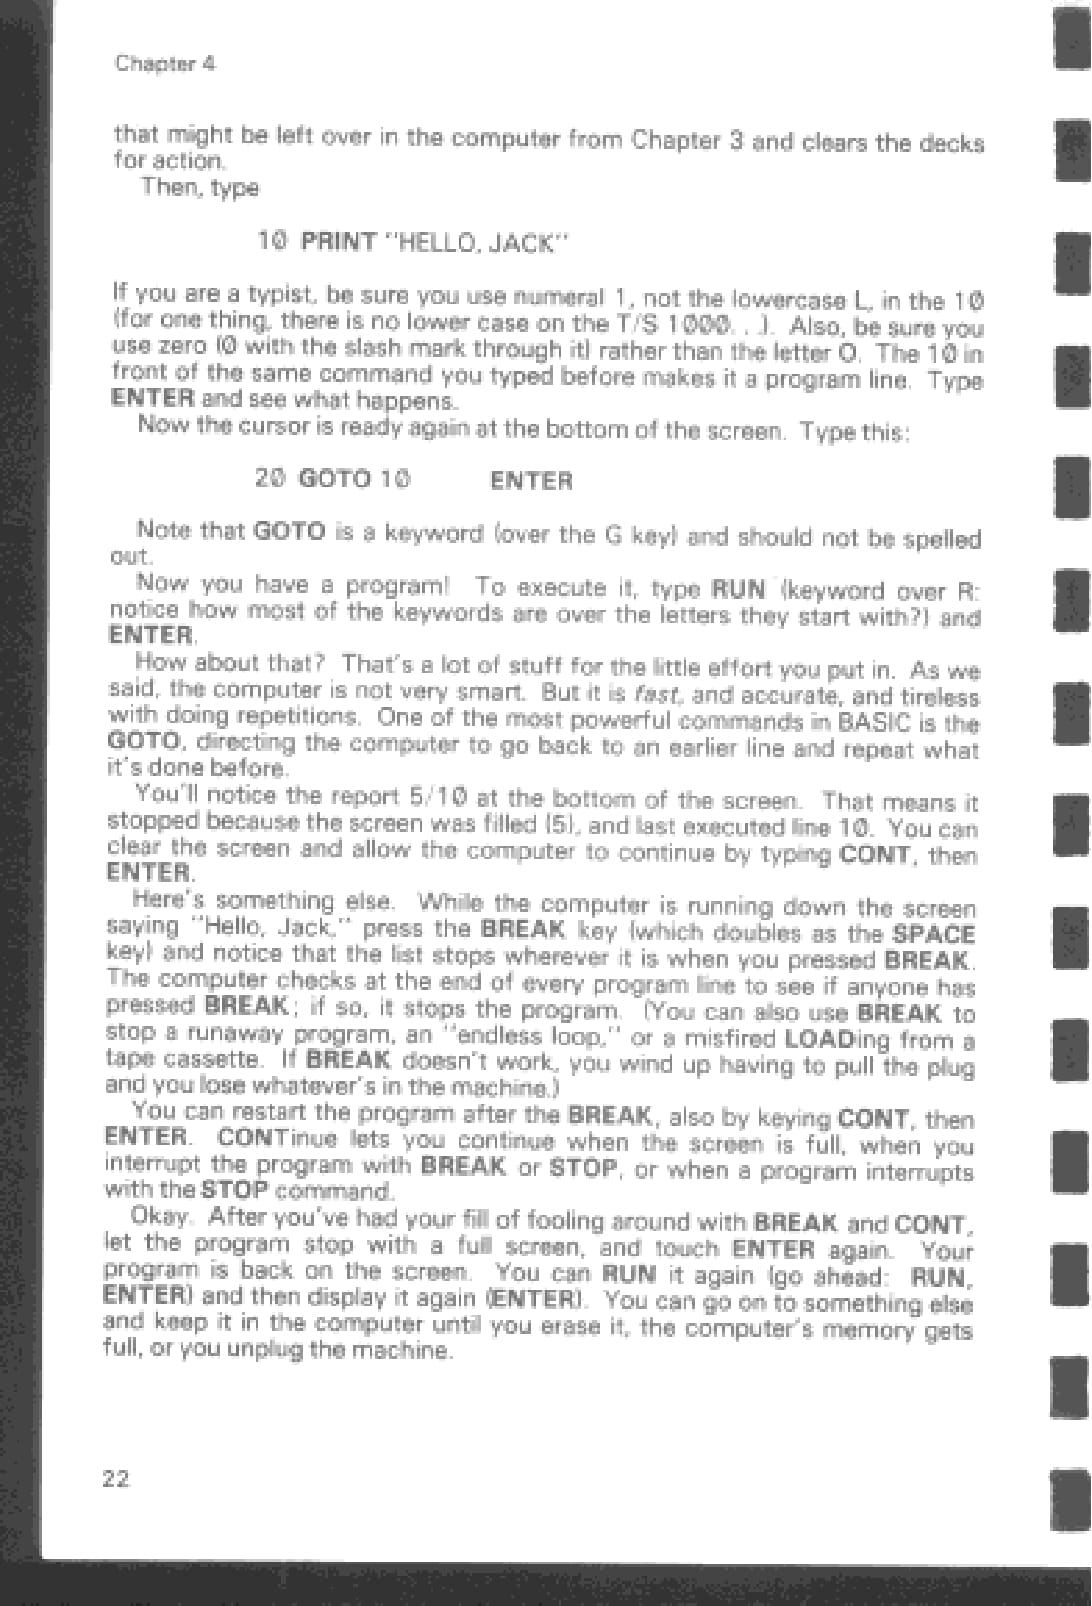 Chapter 4
that might be left over in the computer from Chapter 3 and clears the decks
for action.
Then, type
10 PRINT "HELLO, JACK"
If you are a typist, be sure you use numeral 1, not the lowercase L, in the 10
(for one thing, there is no lower case on the T/S 1000. . .). Also, be sure you
use zero (0 with the slash mark through it) rather than the letter O. The 10 in
front of the same command you typed before makes it a program line. Type
ENTER and see what happens.
Now the cursor is ready again at the bottom of the screen. Type this:
20 GOTO 10 ENTER
Note that GOTO is a keyword (over the G key) and should not be spelled
out.
Now you have a program! To execute it, type RUN (keyword over R:
notice how most of the keywords are over the letters they start with?) and
ENTER.
How about that? That's a lot of stuff for the little effort you put in. As we
said, the computer is not very smart. But it is fast, and accurate, and tireless
with doing repetitions. One of the most powerful commands in BASIC is the
GOTO, directing the computer to go back to an earlier line and repeat what
it's done before.
You'll notice the report 5/10 at the bottom of the screen. That means it
stopped because the screen was filled (5), and last executed line 10. You can
clear the screen and allow the computer to continue by typing CONT, then
ENTER.
Here's something else. While the computer is running down the screen
saying "Hello, Jack," press the BREAK key (which doubles as the SPACE
key) and notice that the list stops wherever it is when you pressed BREAK.
The computer checks at the end of every program line to see if anyone has
pressed BREAK; if so, it stops the program. (You can also use BREAK to
stop a runaway program, an "endless loop," or a misfired LOADing from a
tape cassette. If BREAK doesn't work, you wind up having to pull the plug
and you lose whatever's in the machine.)
You can restart the program after the BREAK, also by keying CONT, then
ENTER. CONTinue lets you continue when the screen is full, when you
interrupt the program with BREAK or STOP, or when a program interrupts
with the STOP command.
Okay. After you've had your fill of fooling around with BREAK and CONT,
let the program stop with a full screen, and touch ENTER again. Your
program is back on the screen. You can RUN it again (go ahead: RUN,
ENTER) and then display it again (ENTER). You can go on to something else
and keep it in the computer until you erase it, the computer's memory gets
full, or you unplug the machine.
22